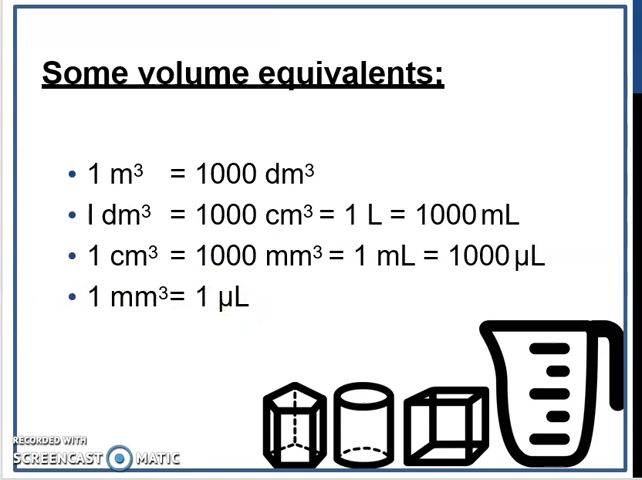 Some volume equivalents:
• 1 m³ = 1000 dm³
• I dm³ = 1000 cm³ = 1 L = 1000 mL
• 1 cm³ = 1000 mm³ = 1 mL = 1000 µL
• 1 mm³ = 1 µL
RECORDED WITH
SCREENCAST MATIC